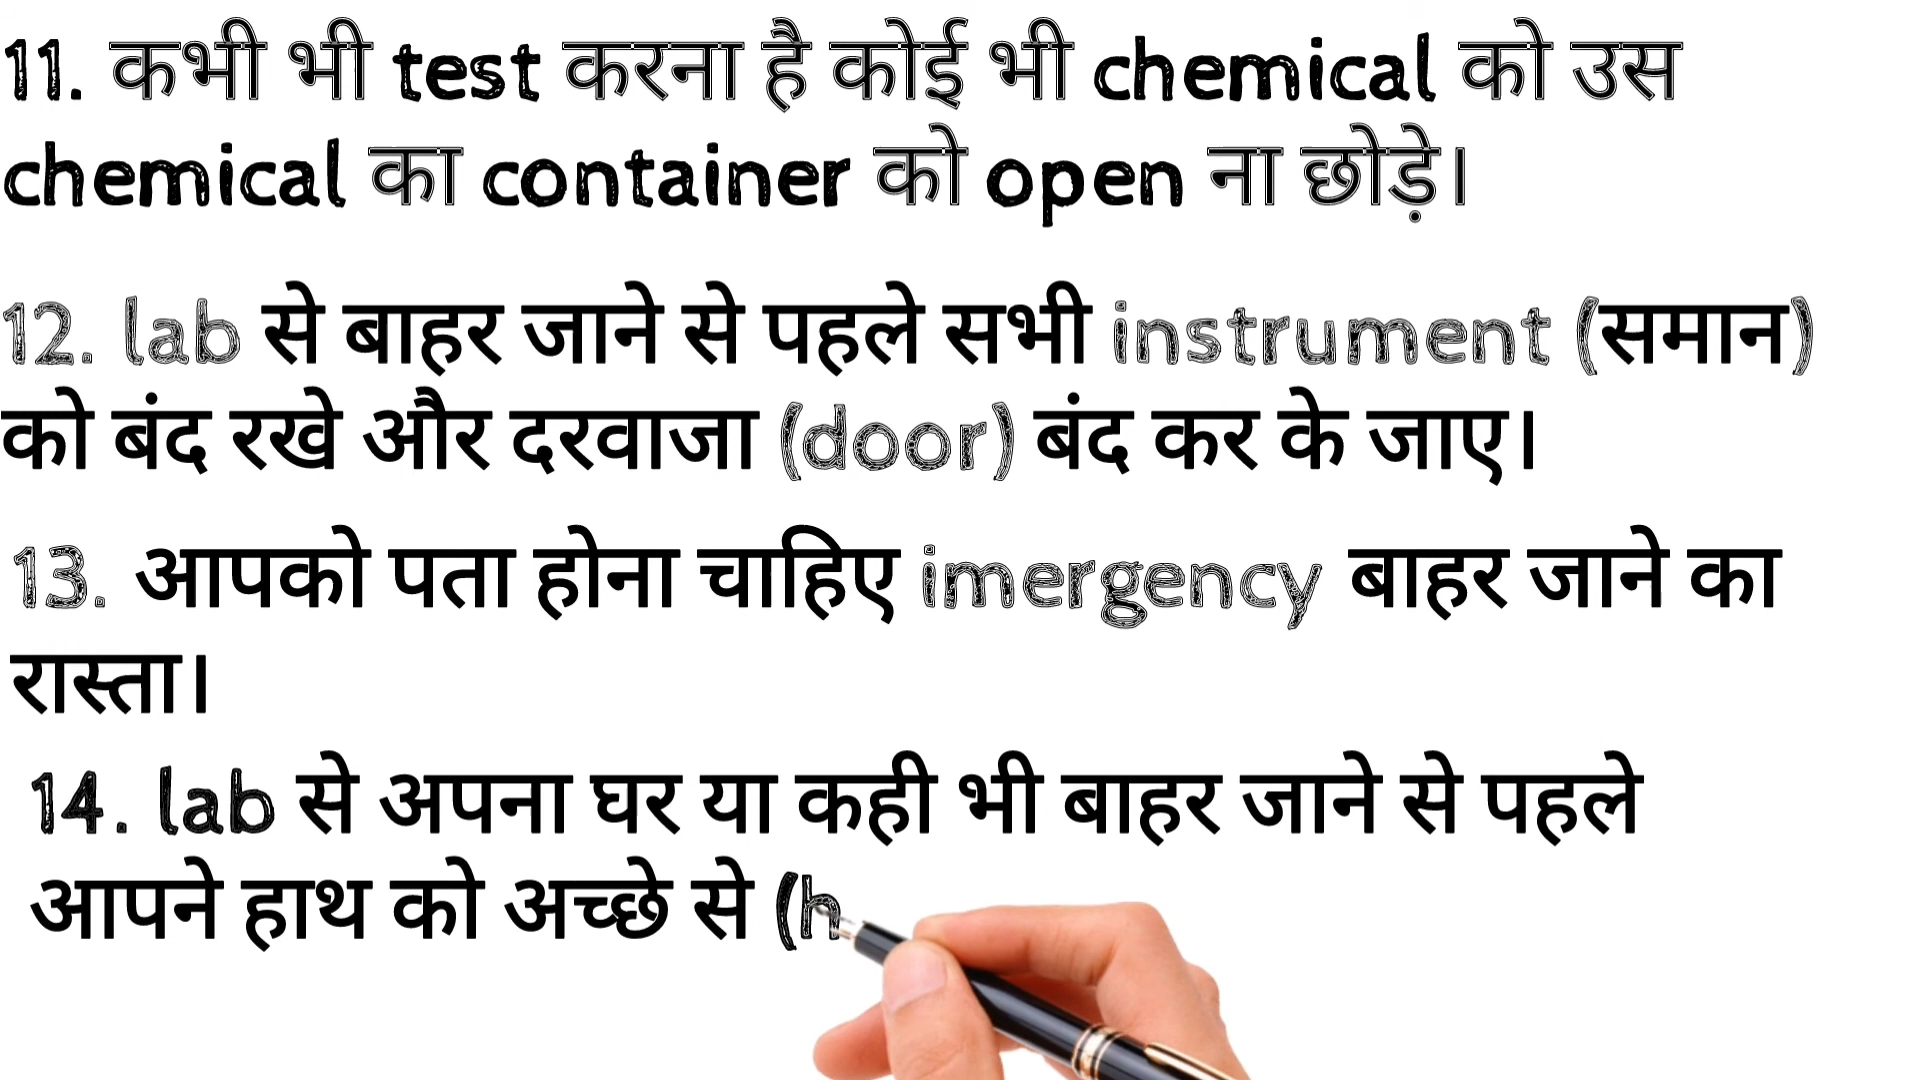 11. कभी भी test करना है कोई भी chemical को उस
chemical का container को open ना छोड़े।
12. lab से बाहर जाने से पहले सभी instrument (समान)
को बंद रखे और दरवाजा (door) बंद कर के जाए।
13. आपको पता होना चाहिए imergency बाहर जाने का
रास्ता।
14. lab से अपना घर या कही भी बाहर जाने से पहले
आपने हाथ को अच्छे से (h